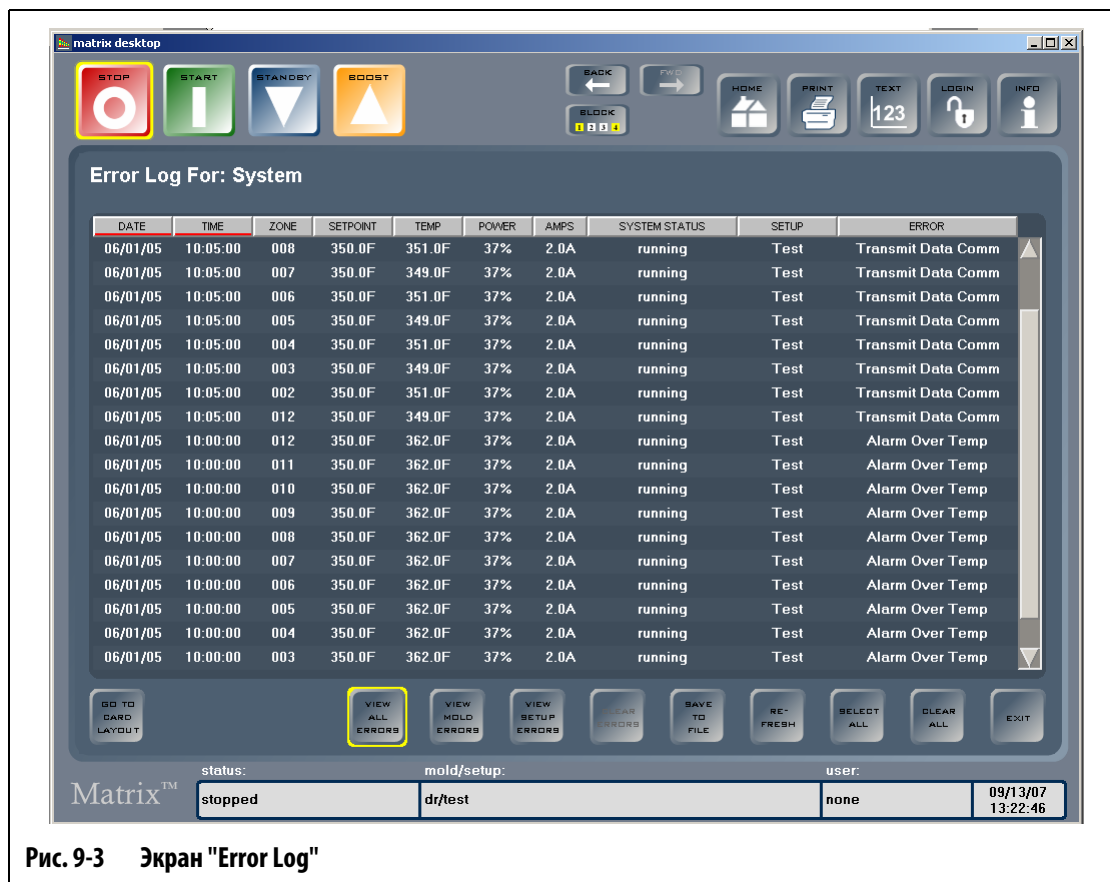 matrix desktop
STOP START STANDBY BOOST BACK FWD HOME PRINT TEXT LOGIN INFO
123
BLOCK
1 2 3 4
Error Log For: System
DATE TIME ZONE SETPOINT TEMP POWER AMPS SYSTEM STATUS SETUP ERROR
06/01/05 10:05:00 008 350.0F 351.0F 37% 2.0A running Test Transmit Data Comm
06/01/05 10:05:00 007 350.0F 349.0F 37% 2.0A running Test Transmit Data Comm
06/01/05 10:05:00 006 350.0F 351.0F 37% 2.0A running Test Transmit Data Comm
06/01/05 10:05:00 005 350.0F 349.0F 37% 2.0A running Test Transmit Data Comm
06/01/05 10:05:00 004 350.0F 351.0F 37% 2.0A running Test Transmit Data Comm
06/01/05 10:05:00 003 350.0F 349.0F 37% 2.0A running Test Transmit Data Comm
06/01/05 10:05:00 002 350.0F 351.0F 37% 2.0A running Test Transmit Data Comm
06/01/05 10:05:00 012 350.0F 349.0F 37% 2.0A running Test Transmit Data Comm
06/01/05 10:00:00 012 350.0F 362.0F 37% 2.0A running Test Alarm Over Temp
06/01/05 10:00:00 011 350.0F 362.0F 37% 2.0A running Test Alarm Over Temp
06/01/05 10:00:00 010 350.0F 362.0F 37% 2.0A running Test Alarm Over Temp
06/01/05 10:00:00 009 350.0F 362.0F 37% 2.0A running Test Alarm Over Temp
06/01/05 10:00:00 008 350.0F 362.0F 37% 2.0A running Test Alarm Over Temp
06/01/05 10:00:00 007 350.0F 362.0F 37% 2.0A running Test Alarm Over Temp
06/01/05 10:00:00 006 350.0F 362.0F 37% 2.0A running Test Alarm Over Temp
06/01/05 10:00:00 005 350.0F 362.0F 37% 2.0A running Test Alarm Over Temp
06/01/05 10:00:00 004 350.0F 362.0F 37% 2.0A running Test Alarm Over Temp
06/01/05 10:00:00 003 350.0F 362.0F 37% 2.0A running Test Alarm Over Temp
GO TO CARD LAYOUT
VIEW ALL ERRORS
VIEW MOLD ERRORS
VIEW SETUP ERRORS
CLEAR ERRORS
SAVE TO FILE
RE-FRESH
SELECT ALL
CLEAR ALL
EXIT
status: mold/setup: user:
Matrix™ stopped dr/test none 09/13/07
13:22:46
Рис. 9-3 Экран "Error Log"